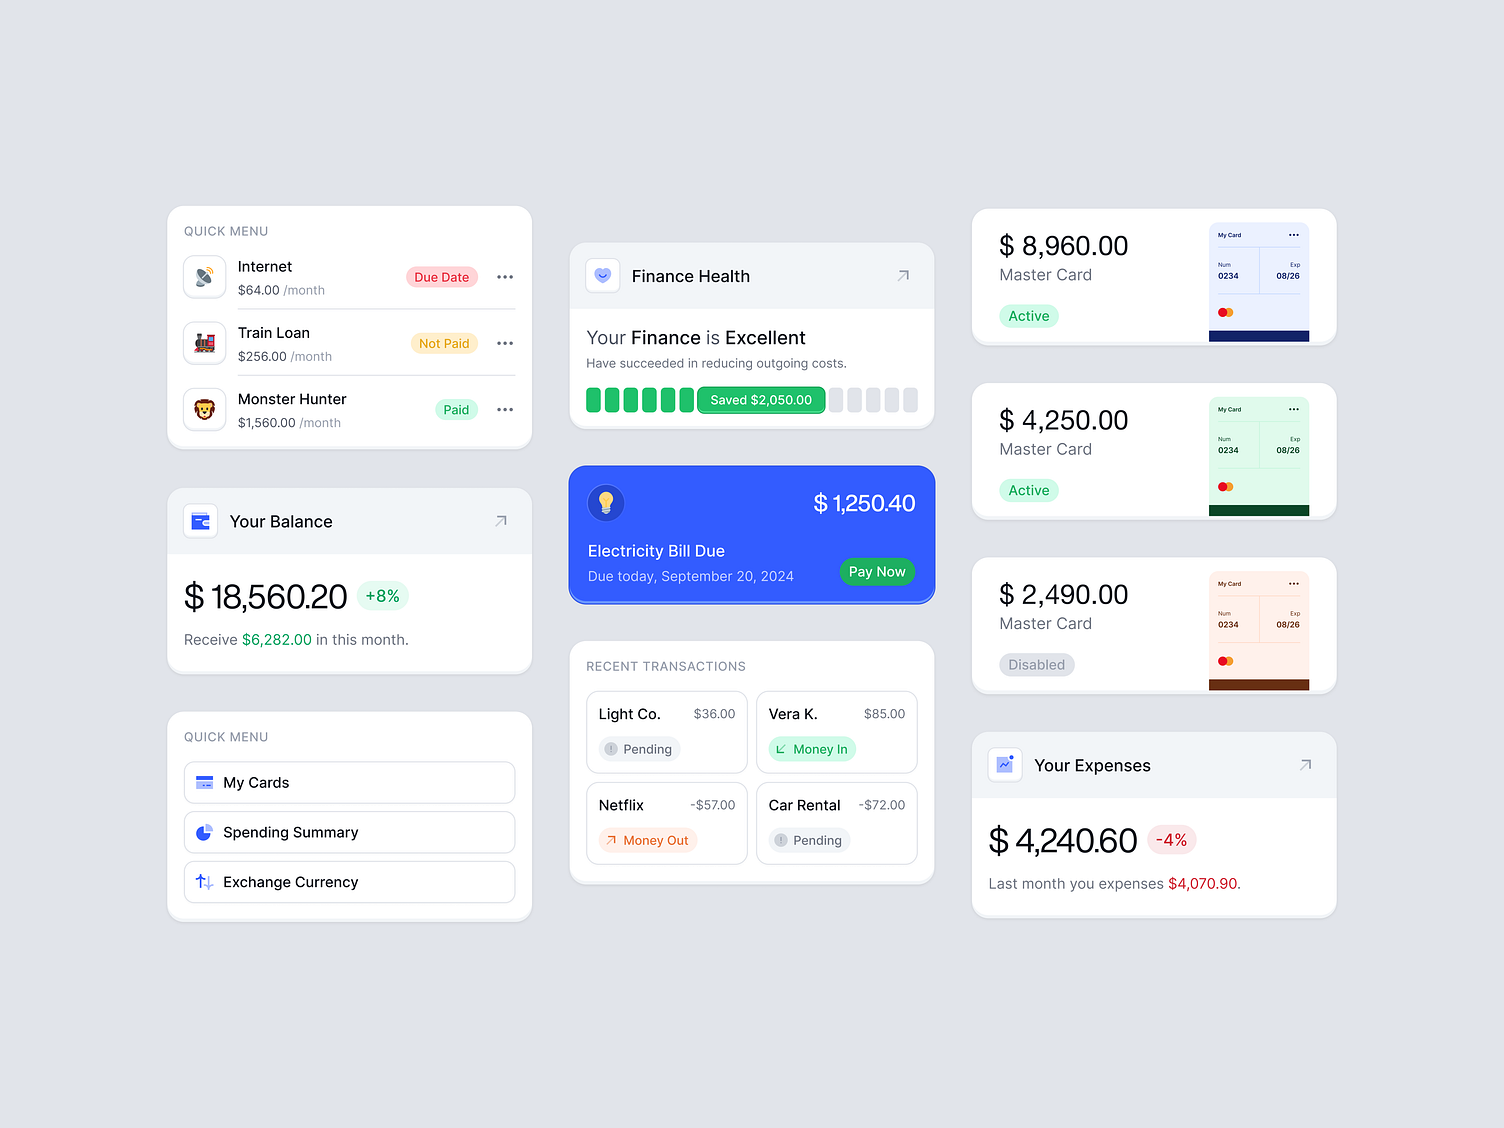 QUICK MENU
Internet
$64.00 /month
Due Date
Train Loan
$256.00 /month
Not Paid
Monster Hunter
$1,560.00 /month
Paid
Your Balance
$ 18,560.20 +8%
Receive $6,282.00 in this month.
QUICK MENU
My Cards
Spending Summary
Exchange Currency
Finance Health
Your Finance is Excellent
Have succeeded in reducing outgoing costs.
Saved $2,050.00
$ 1,250.40
Electricity Bill Due
Due today, September 20, 2024
Pay Now
RECENT TRANSACTIONS
Light Co. $36.00
Pending
Vera K. $85.00
Money In
Netflix -$57.00
Money Out
Car Rental -$72.00
Pending
$ 8,960.00
Master Card
Active
My Card
Num Exp
0234 08/26
$ 4,250.00
Master Card
Active
My Card
Num Exp
0234 08/26
$ 2,490.00
Master Card
Disabled
My Card
Num Exp
0234 08/26
Your Expenses
$ 4,240.60 -4%
Last month you expenses $4,070.90.